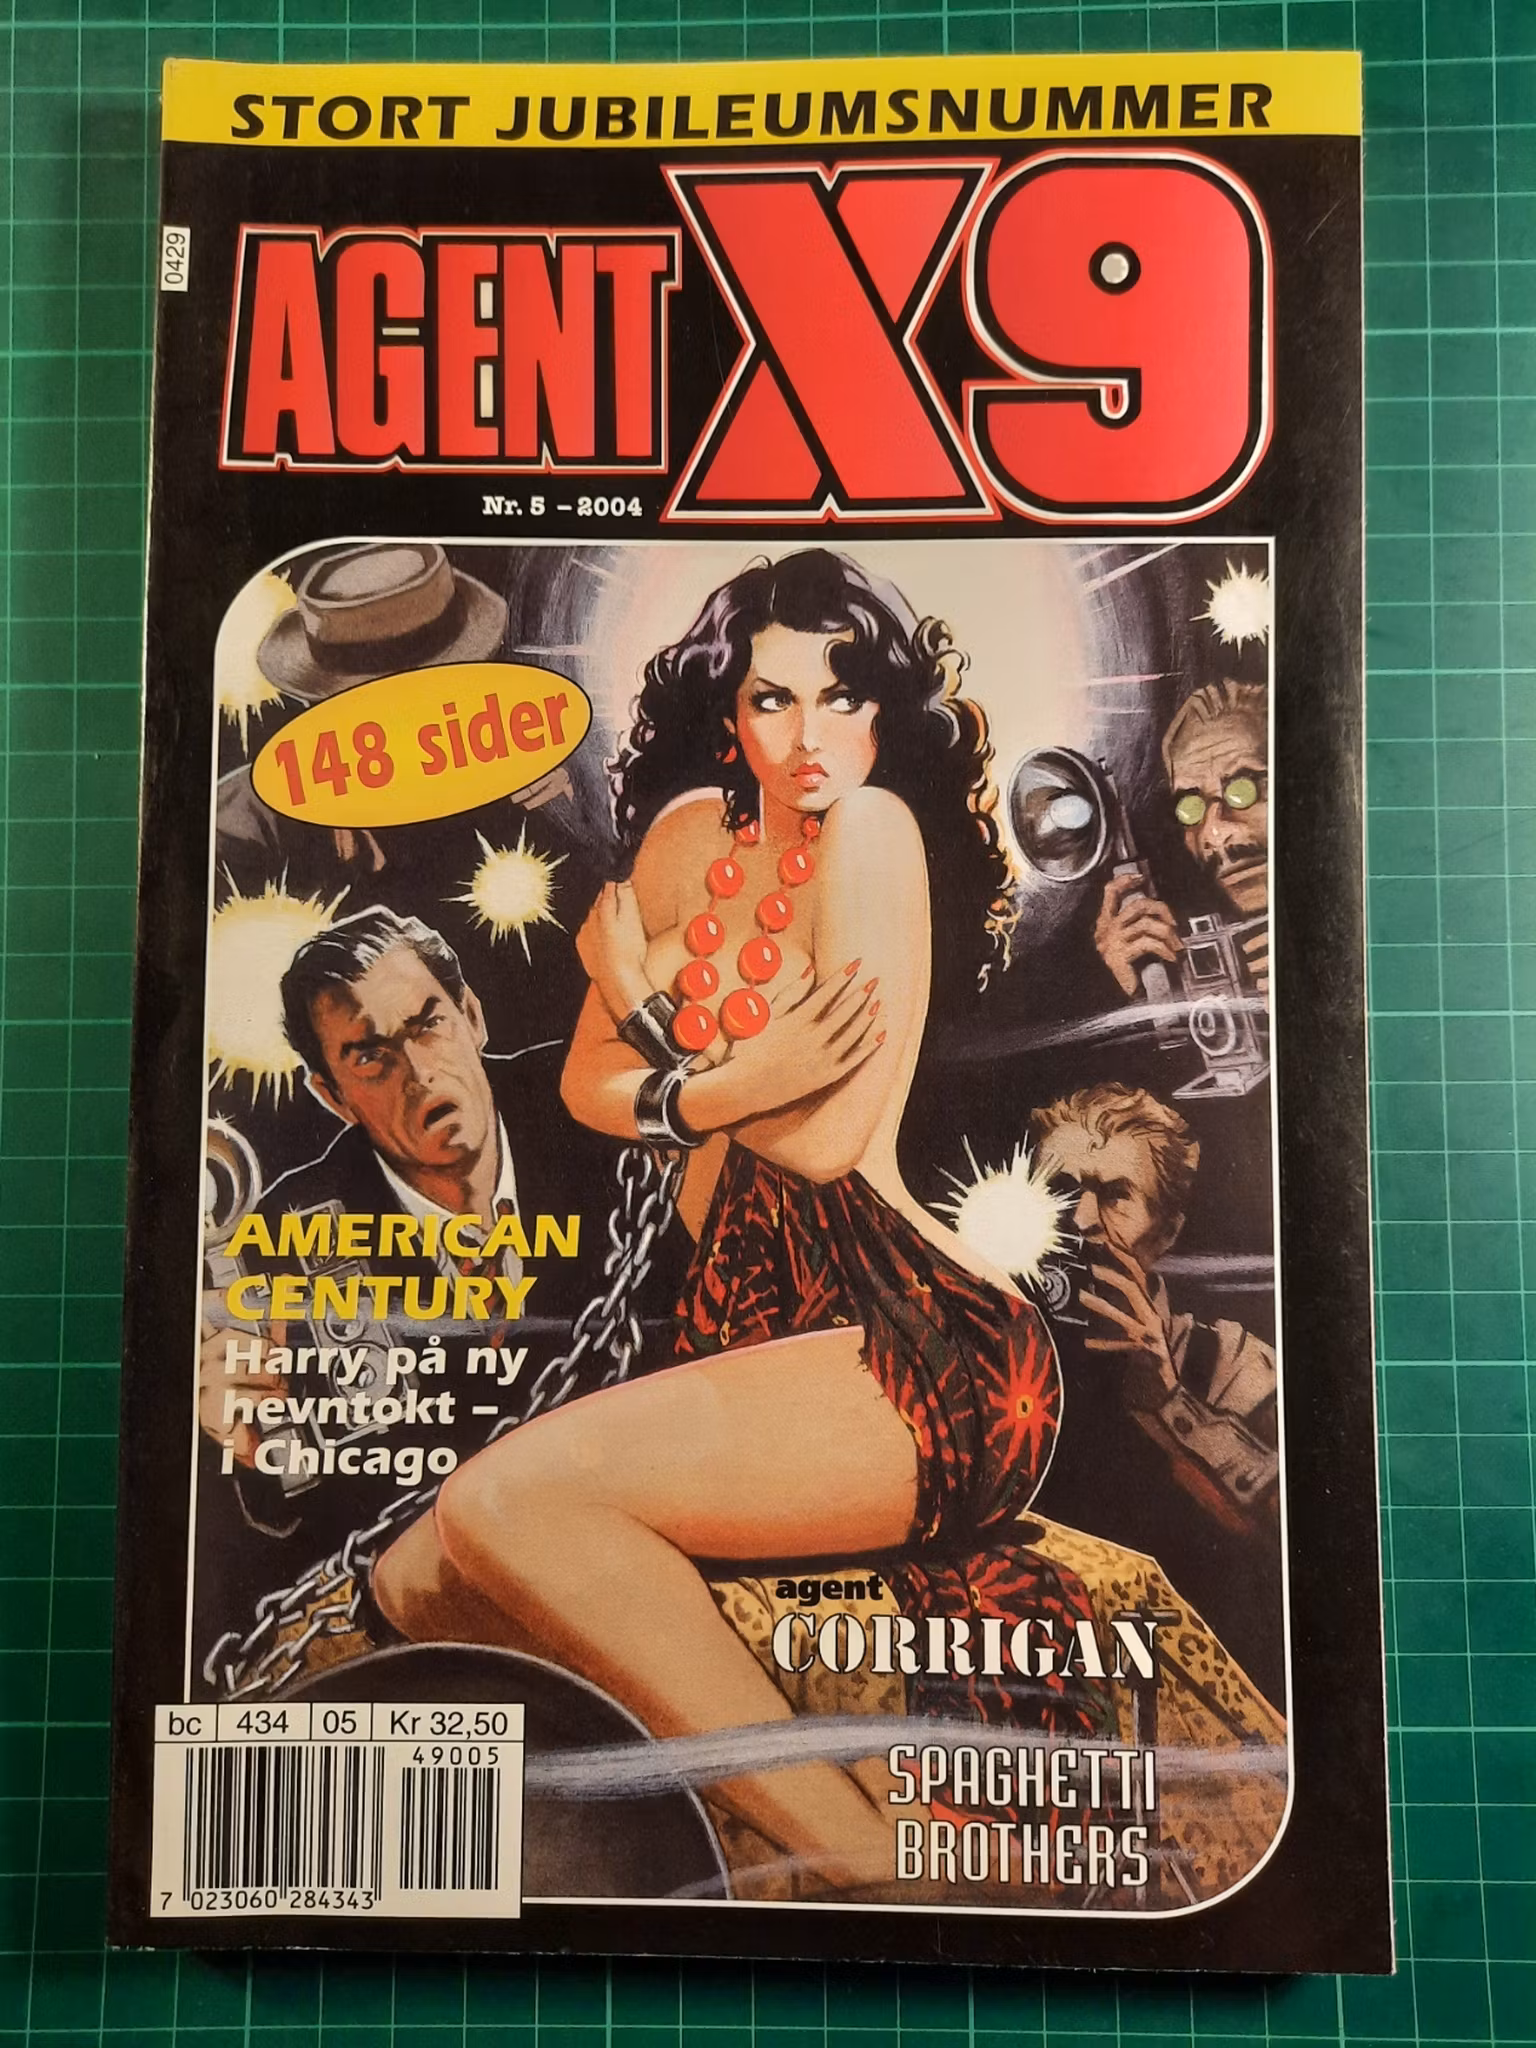 STORT JUBILEUMSNUMMER
0429
AGENT X9
Nr. 5 – 2004
148 sider
AMERICAN
CENTURY
Harry på ny
hevntokt –
i Chicago
agent
CORRIGAN
SPAGHETTI
BROTHERS
bc 434 05 Kr 32,50
49005
7 023060 284343